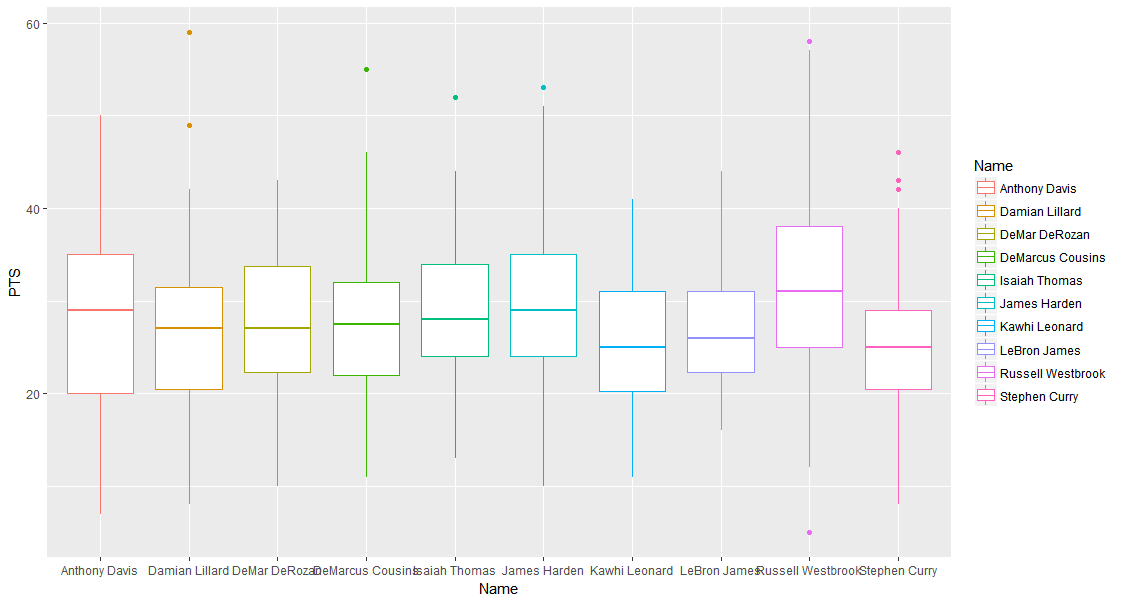 60
40
20
PTS
Anthony Davis
Damian Lillard
DeMar DeRozan
DeMarcus Cousins
Isaiah Thomas
James Harden
Kawhi Leonard
LeBron James
Russell Westbrook
Stephen Curry
Name
Name
Anthony Davis
Damian Lillard
DeMar DeRozan
DeMarcus Cousins
Isaiah Thomas
James Harden
Kawhi Leonard
LeBron James
Russell Westbrook
Stephen Curry